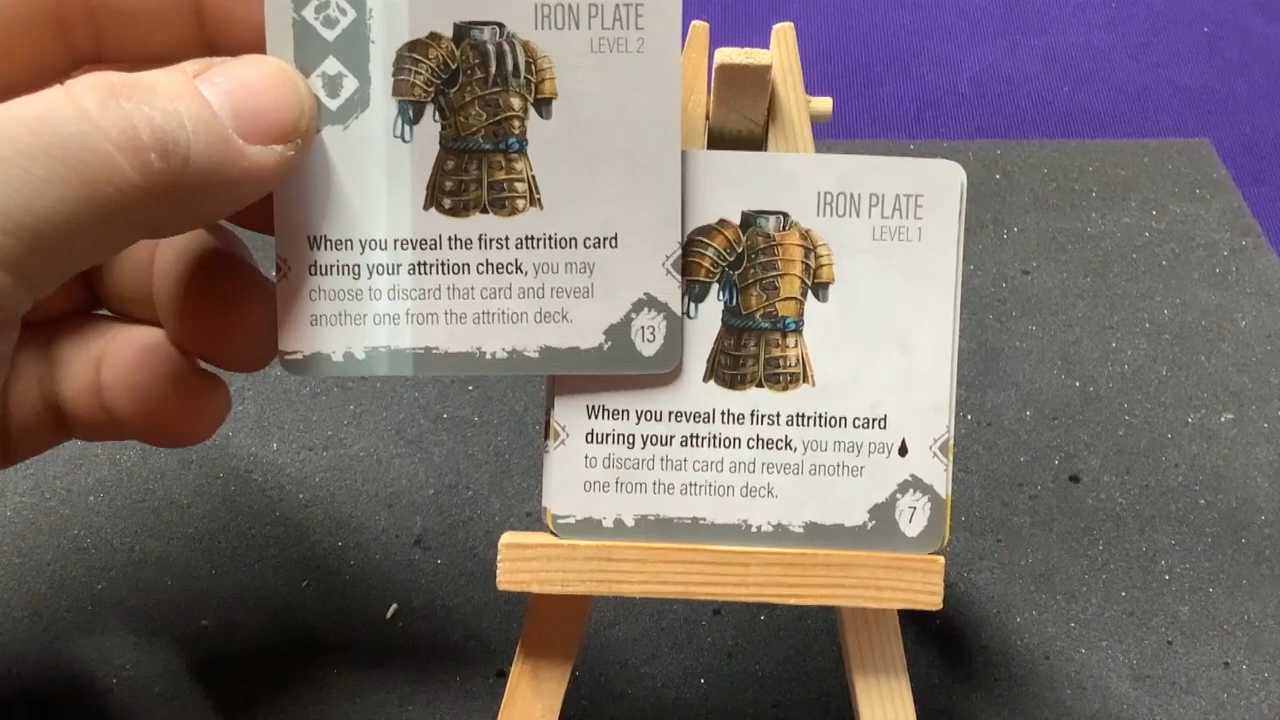 IRON PLATE
LEVEL 2
When you reveal the first attrition card
during your attrition check, you may
choose to discard that card and reveal
another one from the attrition deck.
13
IRON PLATE
LEVEL 1
When you reveal the first attrition card
during your attrition check, you may pay
to discard that card and reveal another
one from the attrition deck.
7